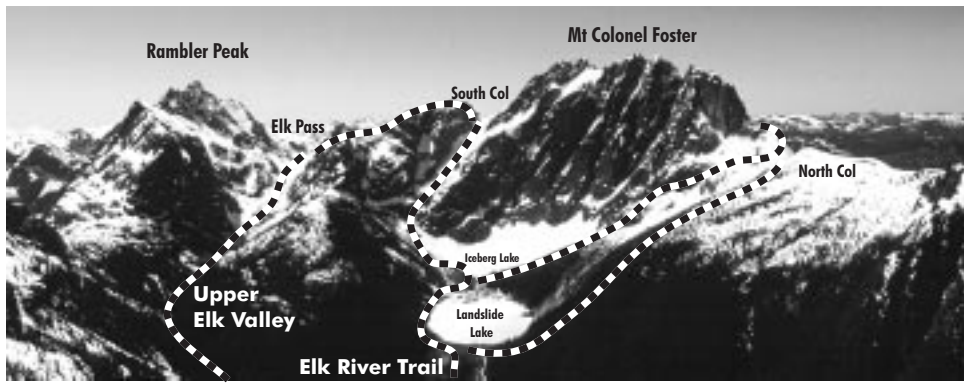 Mt Colonel Foster
Rambler Peak
South Col
Elk Pass
North Col
Iceberg Lake
Upper
Elk Valley
Landslide
Lake
Elk River Trail